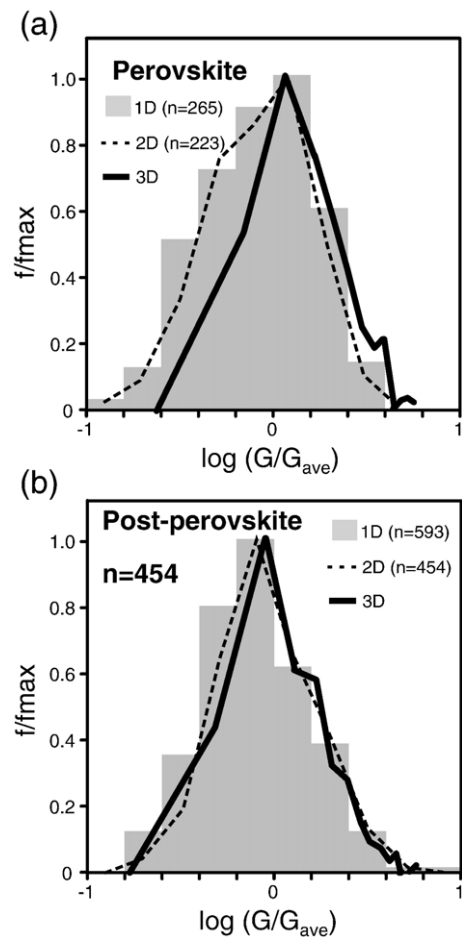 (a)
Perovskite
1D (n=265)
2D (n=223)
3D
1.0
0.8
0.6
0.4
0.2
0
f/fmax
-1 0 1
log (G/Gave)
(b)
Post-perovskite
n=454
1D (n=593)
2D (n=454)
3D
1.0
0.8
0.6
0.4
0.2
0
f/fmax
-1 0 1
log (G/Gave)